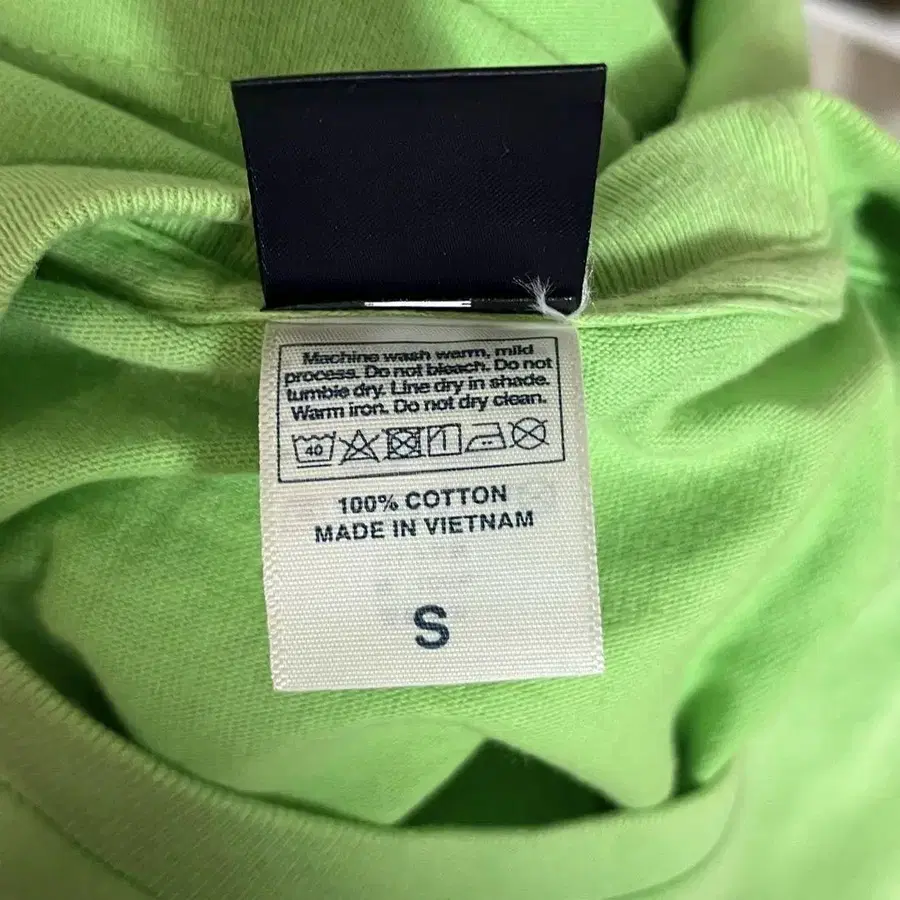 Machine wash warm, mild
process. Do not bleach. Do not
tumble dry. Line dry in shade.
Warm iron. Do not dry clean.
40
100% COTTON
MADE IN VIETNAM
S